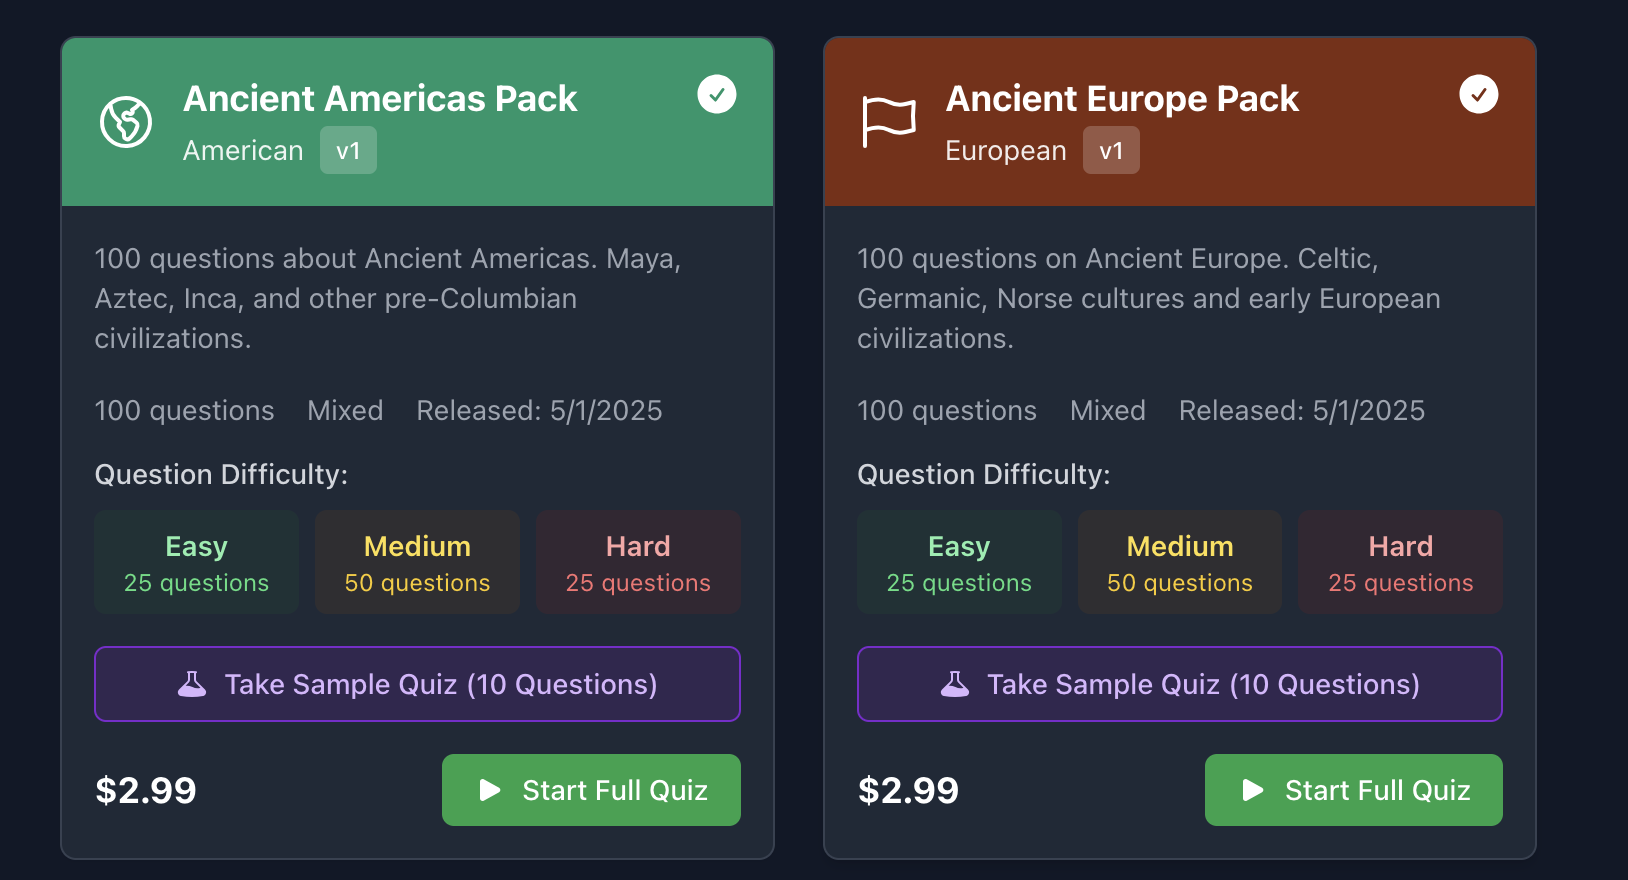 Ancient Americas Pack
American v1
100 questions about Ancient Americas. Maya,
Aztec, Inca, and other pre-Columbian
civilizations.
100 questions Mixed Released: 5/1/2025
Question Difficulty:
Easy Medium Hard
25 questions 50 questions 25 questions
Take Sample Quiz (10 Questions)
$2.99 Start Full Quiz
Ancient Europe Pack
European v1
100 questions on Ancient Europe. Celtic,
Germanic, Norse cultures and early European
civilizations.
100 questions Mixed Released: 5/1/2025
Question Difficulty:
Easy Medium Hard
25 questions 50 questions 25 questions
Take Sample Quiz (10 Questions)
$2.99 Start Full Quiz